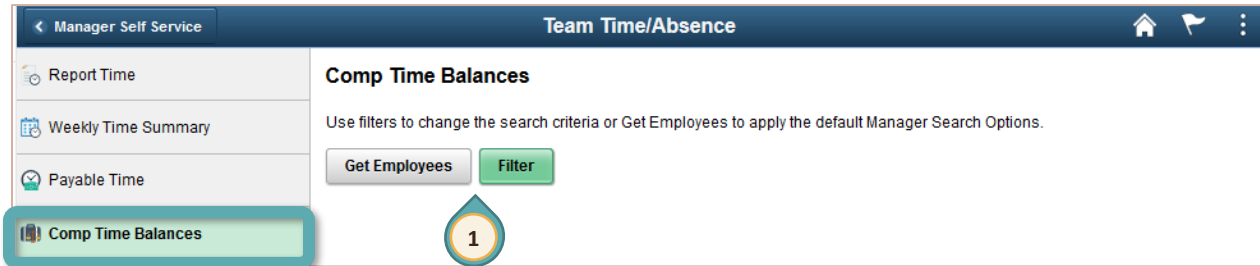 Manager Self Service
Team Time/Absence
Report Time
Weekly Time Summary
Payable Time
Comp Time Balances
Comp Time Balances
Use filters to change the search criteria or Get Employees to apply the default Manager Search Options.
Get Employees Filter
1